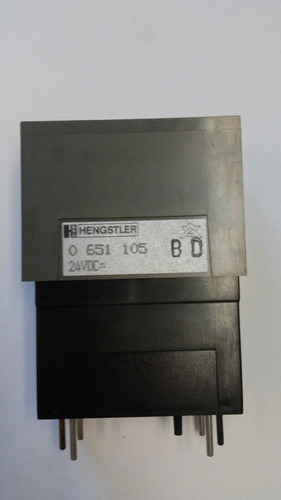 HENGSTLER
0 651 105 B D
24VDC=